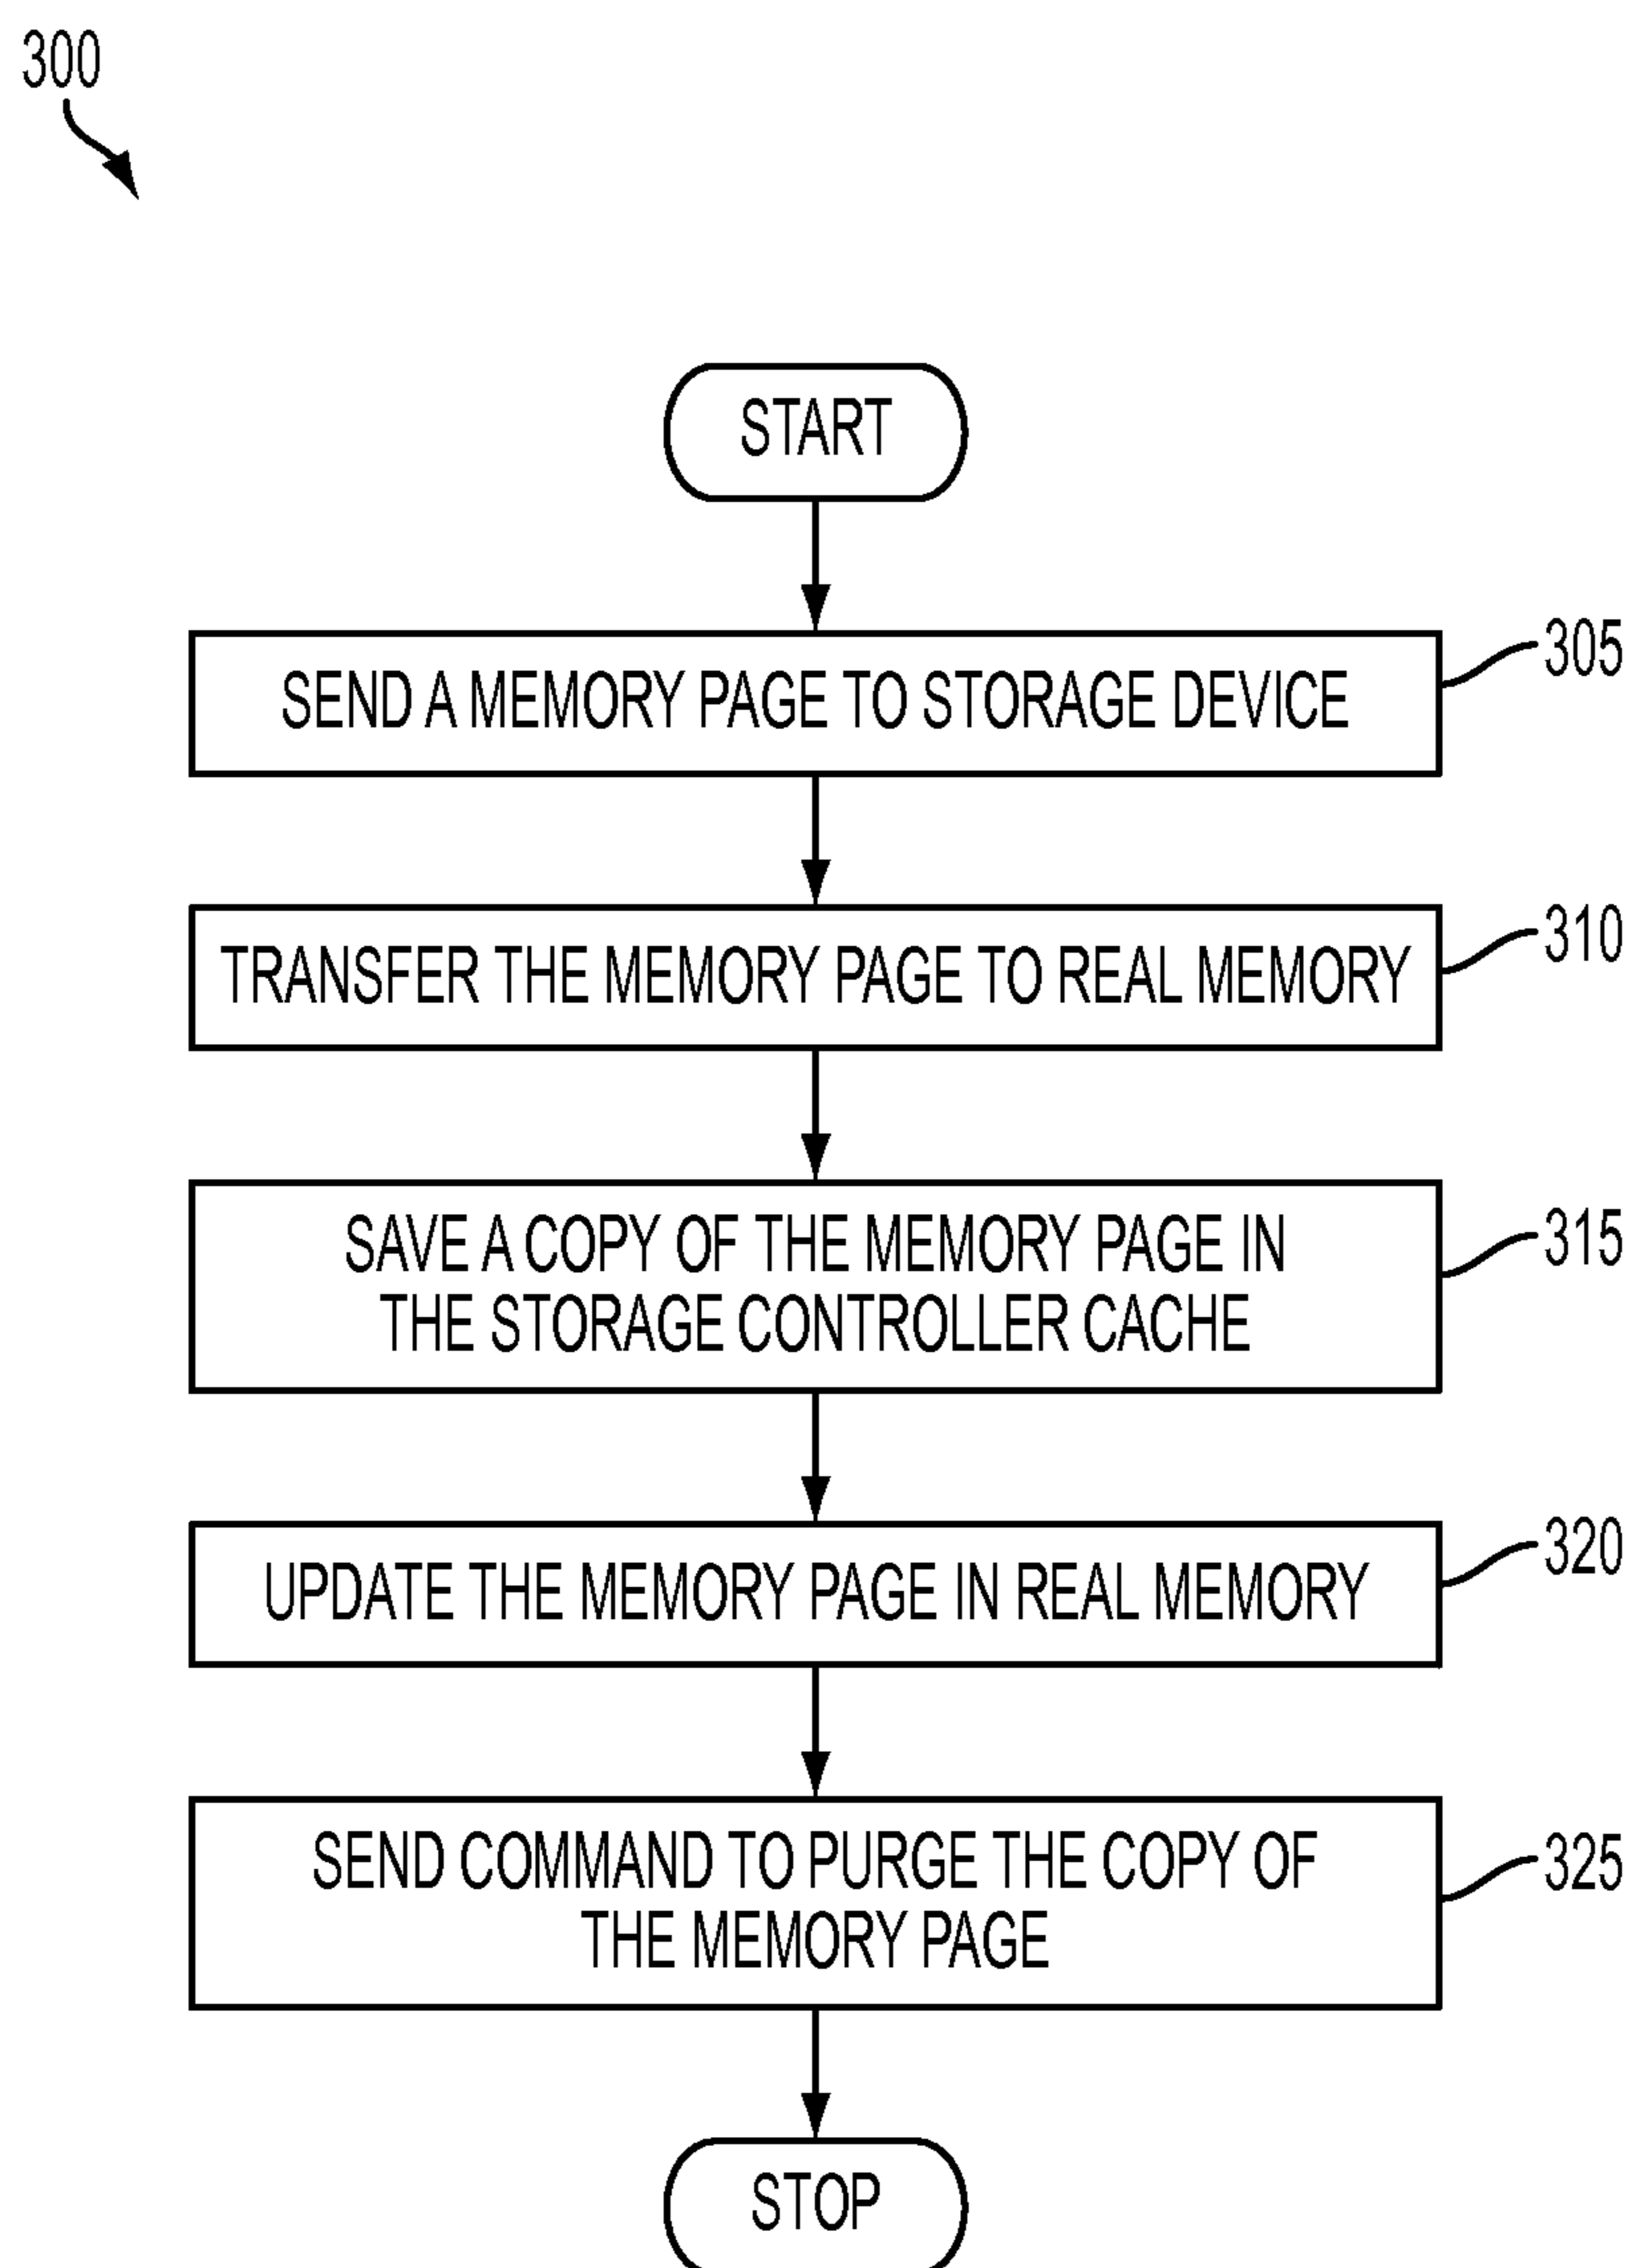 300
START
SEND A MEMORY PAGE TO STORAGE DEVICE
305
TRANSFER THE MEMORY PAGE TO REAL MEMORY
310
SAVE A COPY OF THE MEMORY PAGE IN
THE STORAGE CONTROLLER CACHE
315
UPDATE THE MEMORY PAGE IN REAL MEMORY
320
SEND COMMAND TO PURGE THE COPY OF
THE MEMORY PAGE
325
STOP